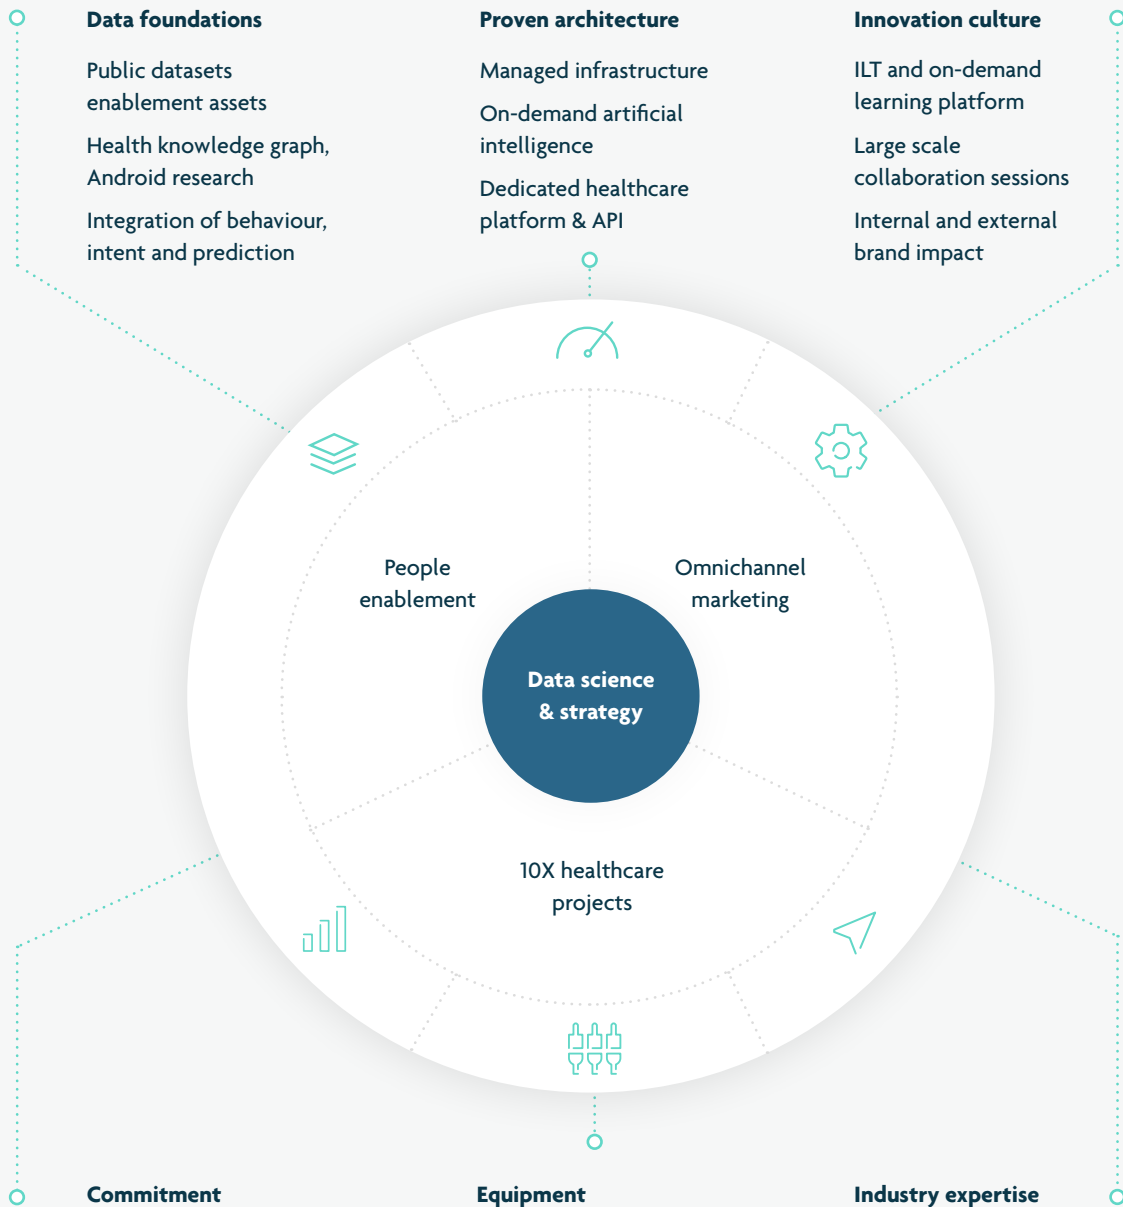 Data foundations
Public datasets
enablement assets
Health knowledge graph,
Android research
Integration of behaviour,
intent and prediction
Proven architecture
Managed infrastructure
On-demand artificial
intelligence
Dedicated healthcare
platform & API
Innovation culture
ILT and on-demand
learning platform
Large scale
collaboration sessions
Internal and external
brand impact
People
enablement
Omnichannel
marketing
Data science
& strategy
10X healthcare
projects
Commitment
Equipment
Industry expertise